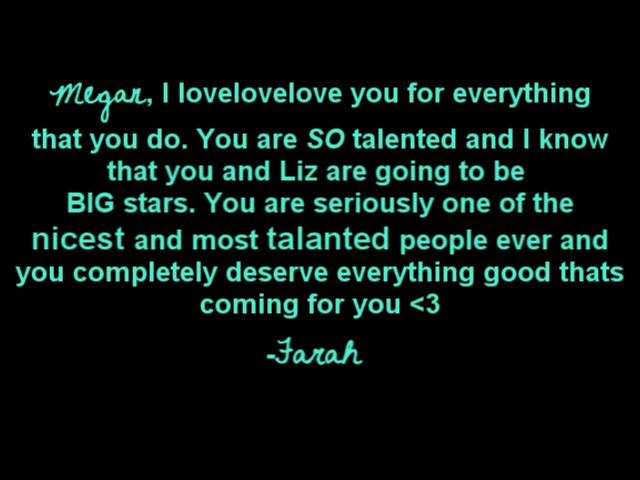 Megan, I lovelovelove you for everything
that you do. You are SO talented and I know
that you and Liz are going to be
BIG stars. You are seriously one of the
nicest and most talanted people ever and
you completely deserve everything good thats
coming for you <3
-Farah